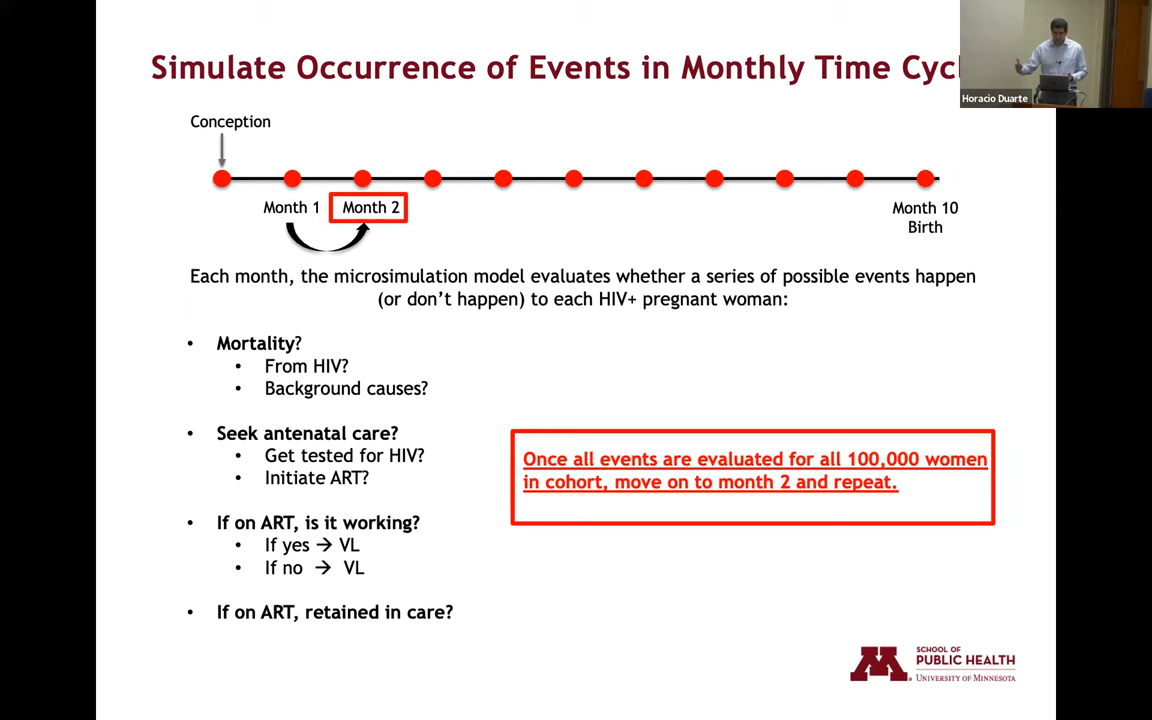 Simulate Occurrence of Events in Monthly Time Cycl
Horacio Duarte
Conception
Month 1
Month 2
Month 10
Birth
Each month, the microsimulation model evaluates whether a series of possible events happen
(or don't happen) to each HIV+ pregnant woman:
• Mortality?
• From HIV?
• Background causes?
• Seek antenatal care?
• Get tested for HIV?
• Initiate ART?
• If on ART, is it working?
• If yes → VL
• If no → VL
• If on ART, retained in care?
Once all events are evaluated for all 100,000 women
in cohort, move on to month 2 and repeat.
M
SCHOOL OF
PUBLIC HEALTH
UNIVERSITY OF MINNESOTA